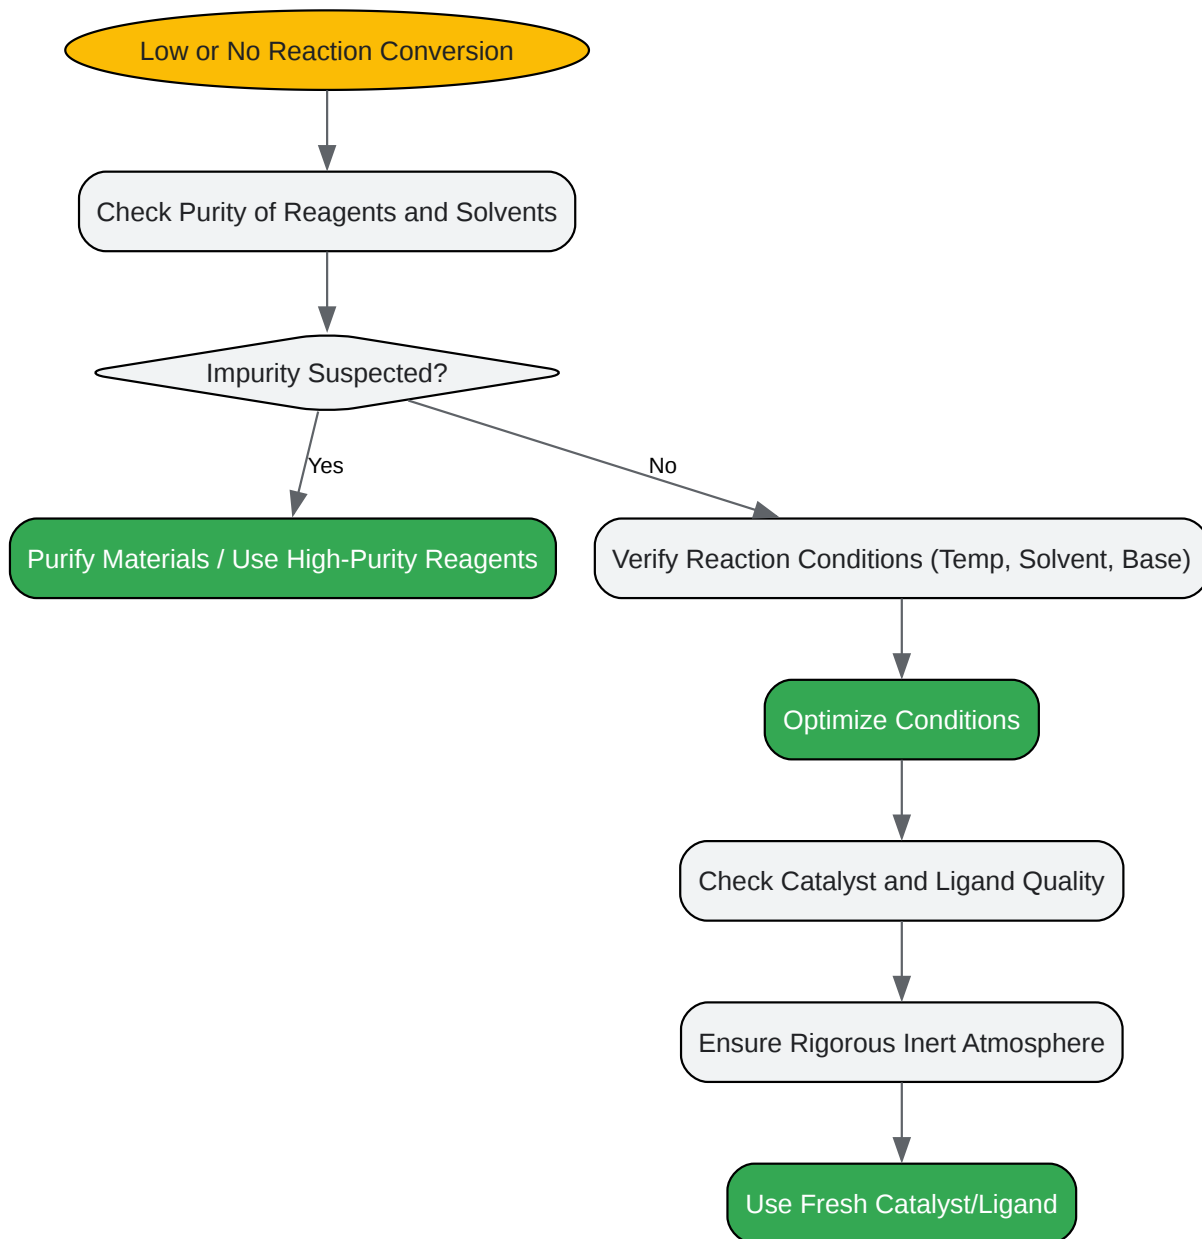 Low or No Reaction Conversion
Check Purity of Reagents and Solvents
Impurity Suspected?
Yes
No
Purify Materials / Use High-Purity Reagents
Verify Reaction Conditions (Temp, Solvent, Base)
Optimize Conditions
Check Catalyst and Ligand Quality
Ensure Rigorous Inert Atmosphere
Use Fresh Catalyst/Ligand